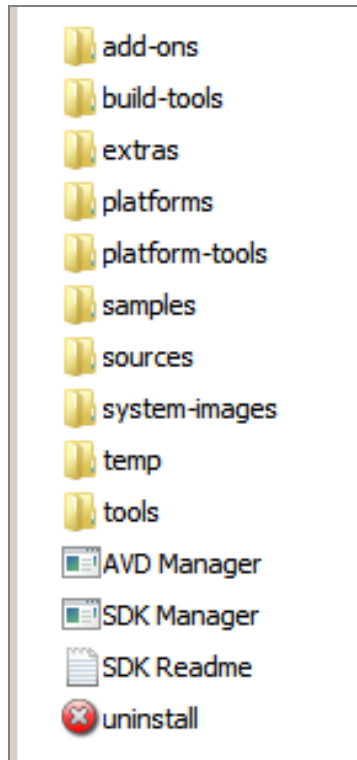 add-ons
build-tools
extras
platforms
platform-tools
samples
sources
system-images
temp
tools
AVD Manager
SDK Manager
SDK Readme
uninstall